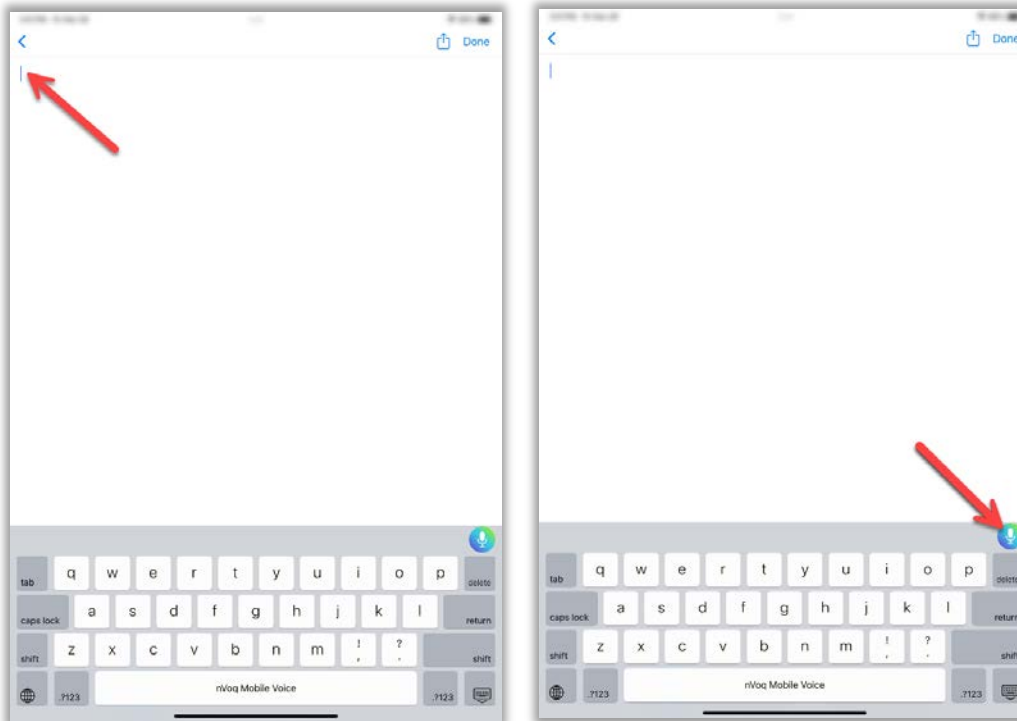 Done
tab q w e r t y u i o p delete
caps lock a s d f g h j k l return
shift z x c v b n m ! , ? . shift
.?123 nVoq Mobile Voice .?123
Done
tab q w e r t y u i o p delete
caps lock a s d f g h j k l return
shift z x c v b n m ! , ? . shift
.?123 nVoq Mobile Voice .?123